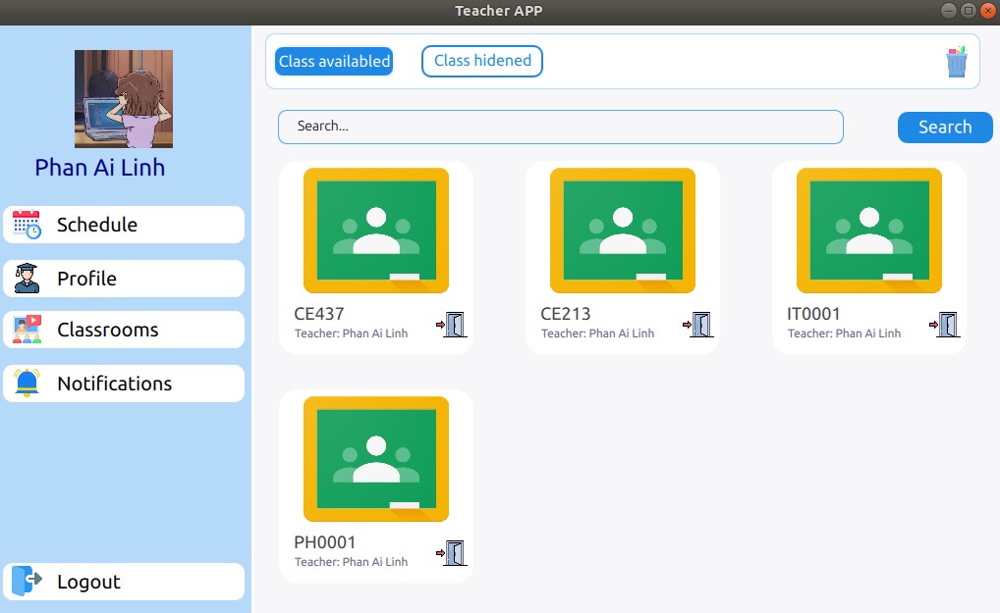 Teacher APP
Phan Ai Linh
Schedule
Profile
Classrooms
Notifications
Logout
Class availabled
Class hidened
Search...
Search
CE437
Teacher: Phan Ai Linh
CE213
Teacher: Phan Ai Linh
IT0001
Teacher: Phan Ai Linh
PH0001
Teacher: Phan Ai Linh